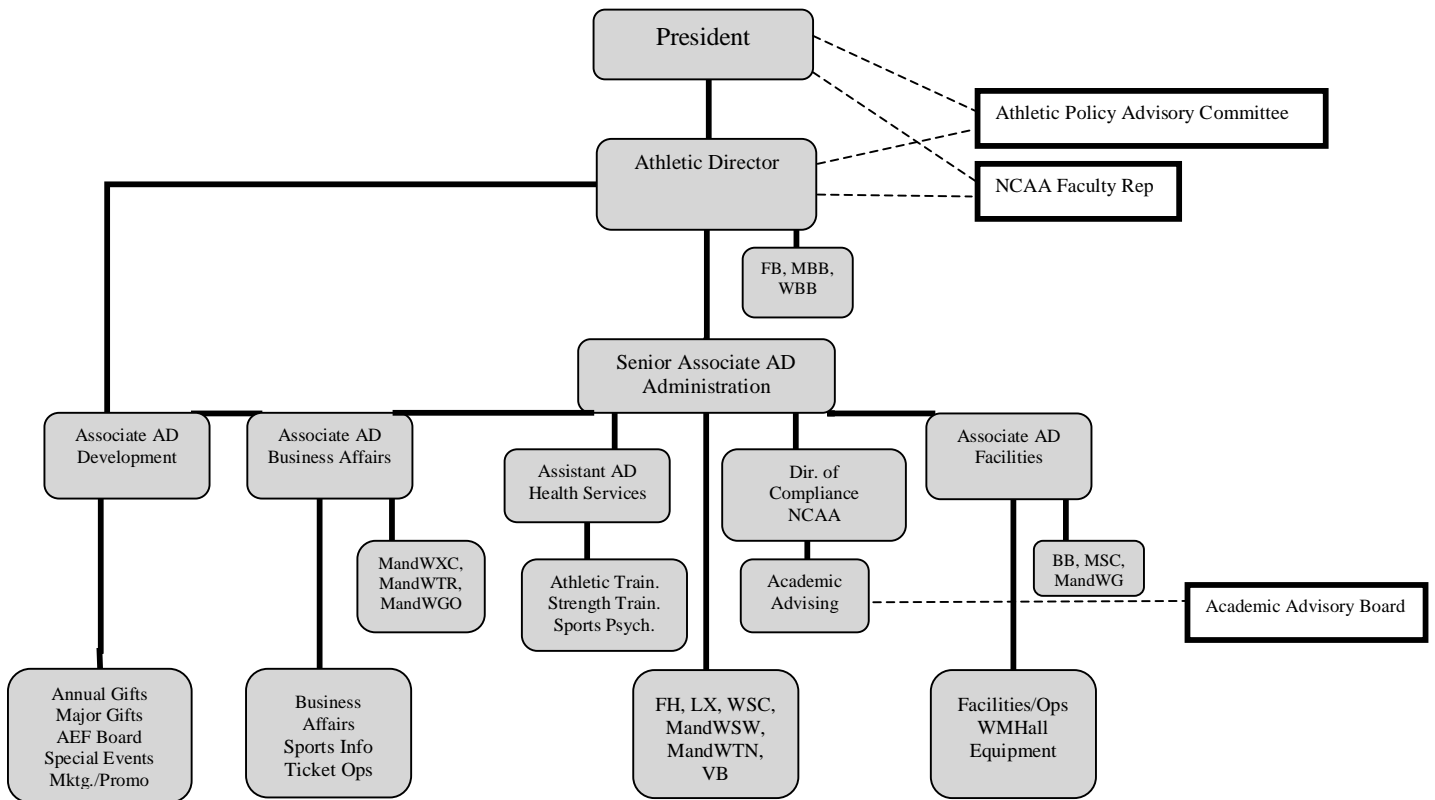 President
Athletic Policy Advisory Committee
Athletic Director
NCAA Faculty Rep
FB, MBB,
WBB
Senior Associate AD
Administration
Associate AD
Development
Associate AD
Business Affairs
Assistant AD
Health Services
Dir. of
Compliance
NCAA
Associate AD
Facilities
MandWXC,
MandWTR,
MandWGO
Athletic Train.
Strength Train.
Sports Psych.
Academic
Advising
BB, MSC,
MandWG
Academic Advisory Board
Annual Gifts
Major Gifts
AEF Board
Special Events
Mktg./Promo
Business
Affairs
Sports Info
Ticket Ops
FH, LX, WSC,
MandWSW,
MandWTN,
VB
Facilities/Ops
WMHall
Equipment